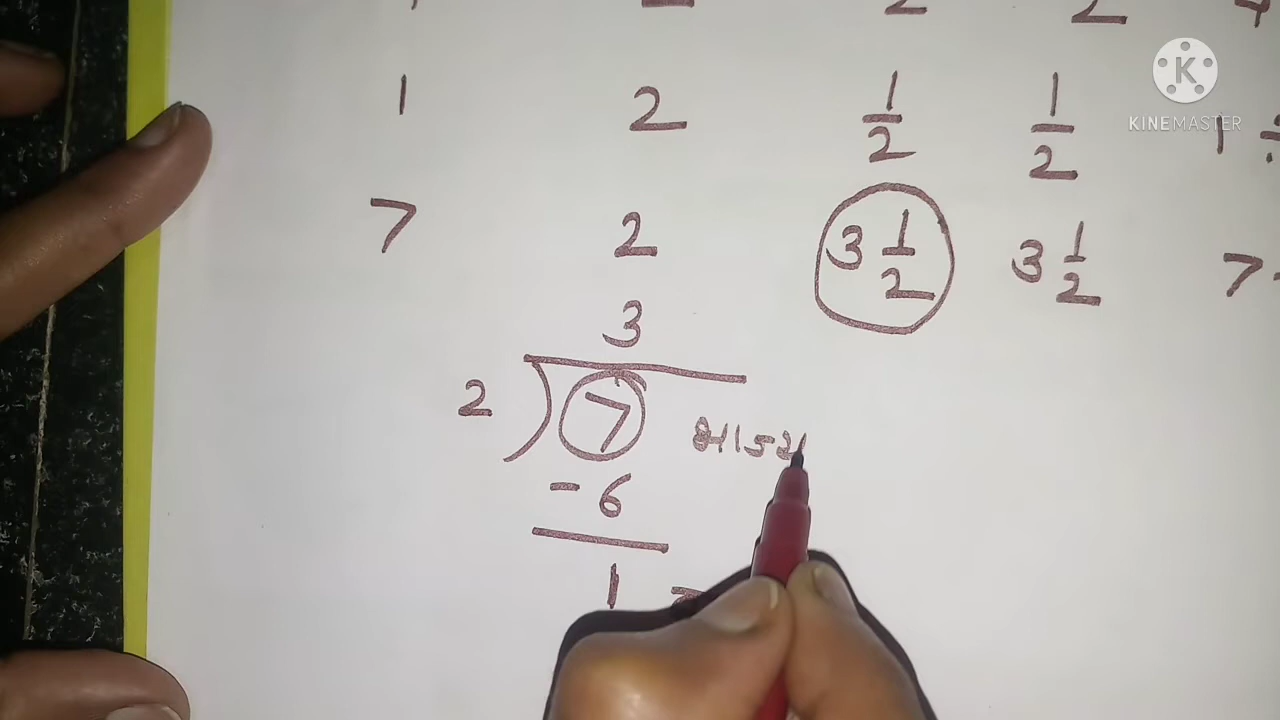 1 2 1/2 1/2 1 ÷
7 2 3 1/2 3 1/2 7
3
2 ) 7
- 6
1
KINEMASTER